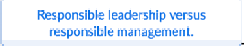 Responsible leadership versus
responsible management.